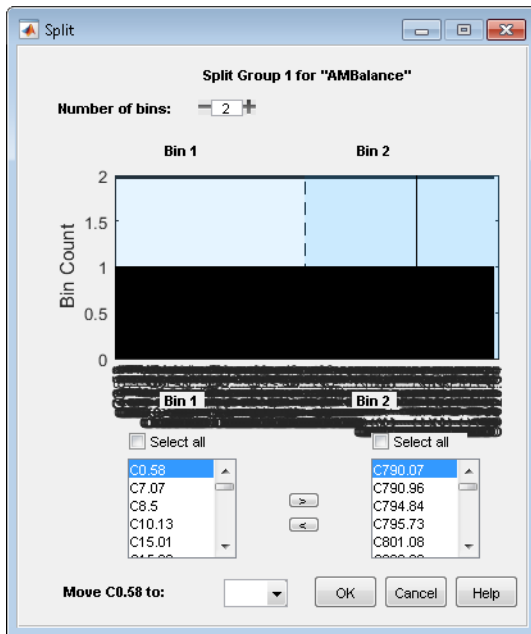 Split
Split Group 1 for "AMBalance"
Number of bins: 2
Bin 1 Bin 2
2
1.5
1
0.5
0
Bin Count
Bin 1 Bin 2
Select all Select all
C0.58 C790.07
C7.07 C790.96
C8.5 > C794.84
C10.13 < C795.73
C15.01 C801.08
Move C0.58 to: OK Cancel Help